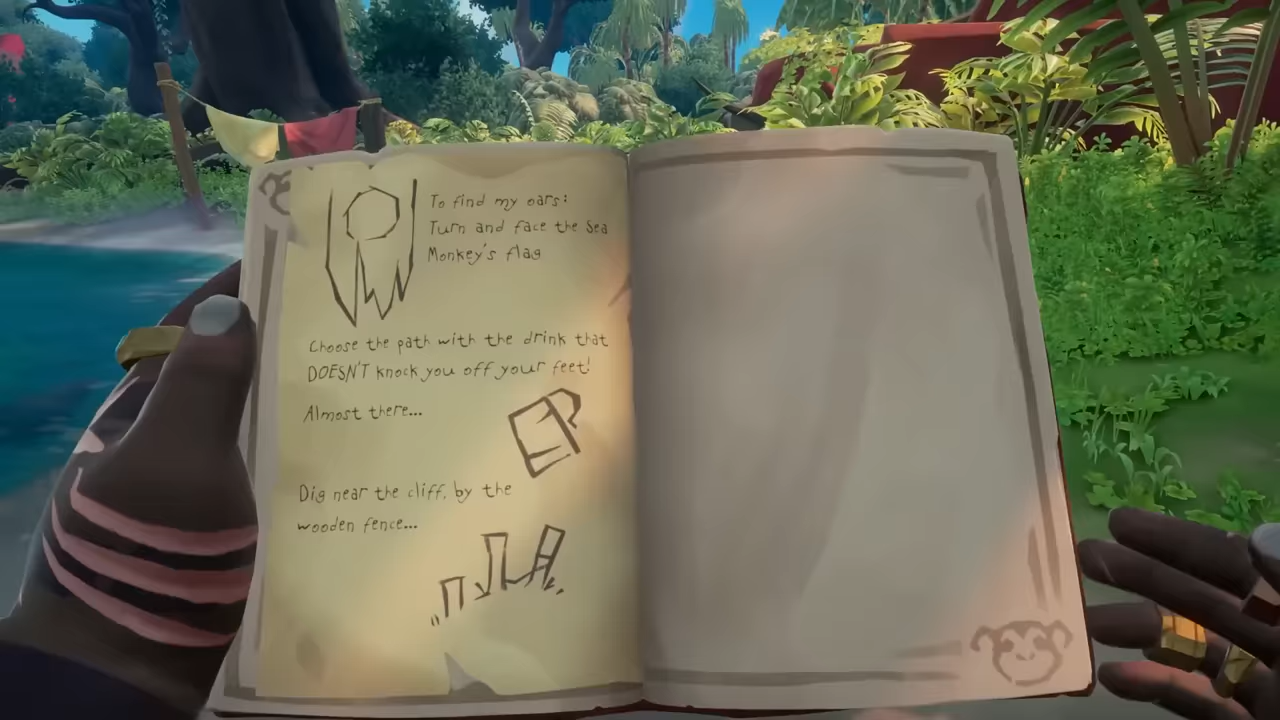 To find my oars:
Turn and face the Sea
Monkey's flag
Choose the path with the drink that
DOESN'T knock you off your feet!
Almost there...
Dig near the cliff, by the
wooden fence...